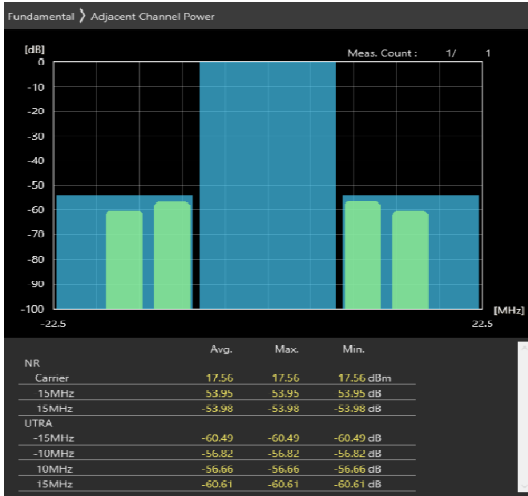 Fundamental ❯ Adjacent Channel Power
[dB]
Meas. Count : 1/ 1
0
-10
-20
-30
-40
-50
-60
-70
-80
90
-100
[MHz]
-22.5 22.5
Avg. Max. Min.
NR
Carrier 17.56 17.56 17.56 dBm
15MHz 53.95 53.95 53.95 dB
15MHz -53.98 -53.98 -53.98 dB
UTRA
-15MHz -60.49 -60.49 -60.49 dB
-10MHz -56.82 -56.82 -56.82 dB
10MHz -56.66 -56.66 -56.66 dB
15MHz -60.61 -60.61 -60.61 dB